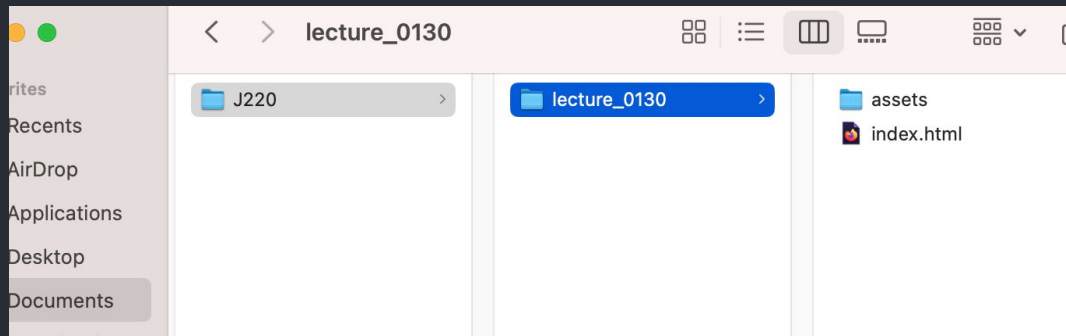 lecture_0130
rites
Recents
AirDrop
Applications
Desktop
Documents
J220
lecture_0130
assets
index.html